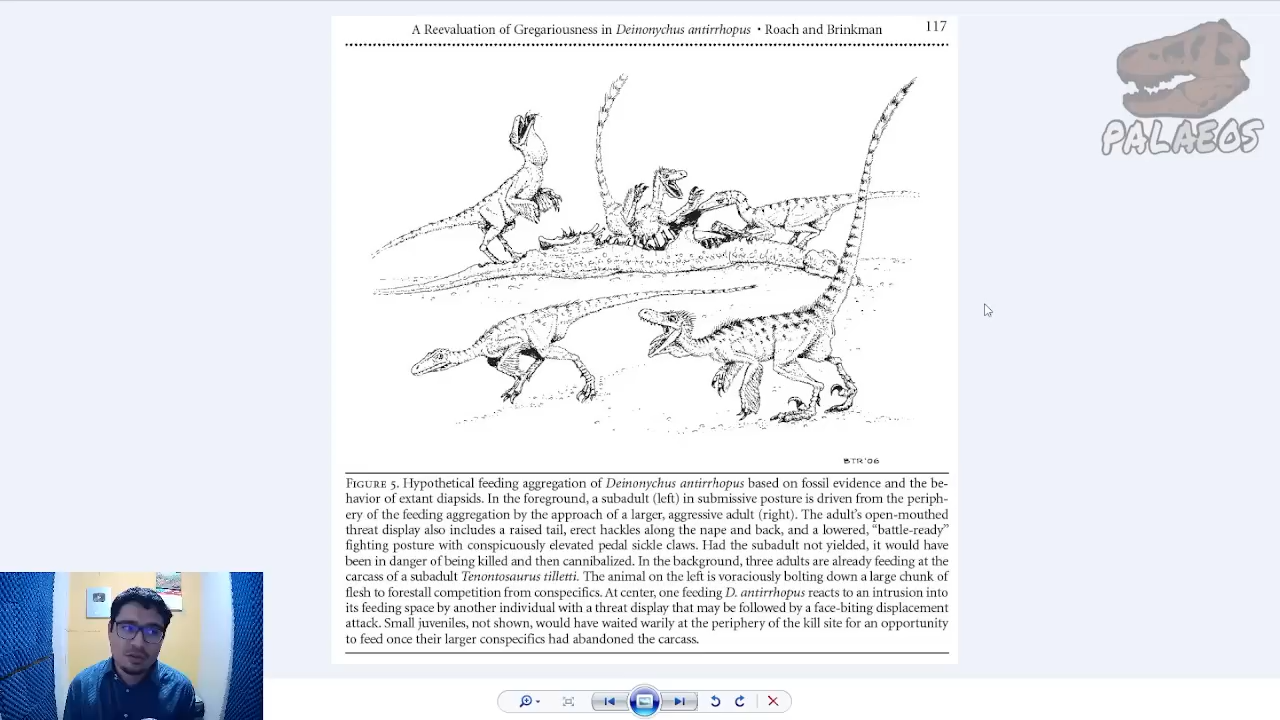 A Reevaluation of Gregariousness in Deinonychus antirrhopus • Roach and Brinkman 117
PALAEOS
BTR'06
FIGURE 5. Hypothetical feeding aggregation of Deinonychus antirrhopus based on fossil evidence and the be-
havior of extant diapsids. In the foreground, a subadult (left) in submissive posture is driven from the periph-
ery of the feeding aggregation by the approach of a larger, aggressive adult (right). The adult's open-mouthed
threat display also includes a raised tail, erect hackles along the nape and back, and a lowered, “battle-ready”
fighting posture with conspicuously elevated pedal sickle claws. Had the subadult not yielded, it would have
been in danger of being killed and then cannibalized. In the background, three adults are already feeding at the
carcass of a subadult Tenontosaurus tilletti. The animal on the left is voraciously bolting down a large chunk of
flesh to forestall competition from conspecifics. At center, one feeding D. antirrhopus reacts to an intrusion into
its feeding space by another individual with a threat display that may be followed by a face-biting displacement
attack. Small juveniles, not shown, would have waited warily at the periphery of the kill site for an opportunity
to feed once their larger conspecifics had abandoned the carcass.